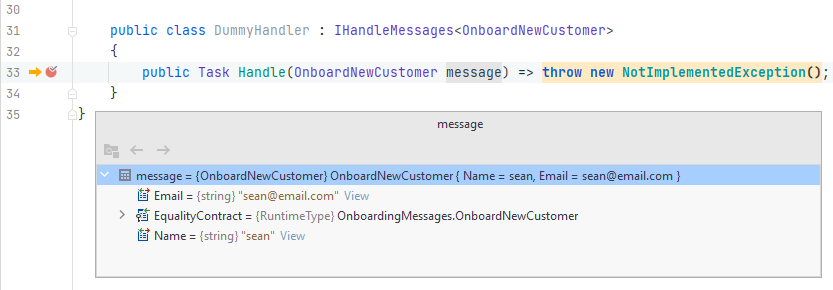 30
31 public class DummyHandler : IHandleMessages<OnboardNewCustomer>
32 {
33 public Task Handle(OnboardNewCustomer message) => throw new NotImplementedException();
34 }
35 }
message
message = {OnboardNewCustomer} OnboardNewCustomer { Name = sean, Email = sean@email.com }
Email = {string} "sean@email.com" View
EqualityContract = {RuntimeType} OnboardingMessages.OnboardNewCustomer
Name = {string} "sean" View